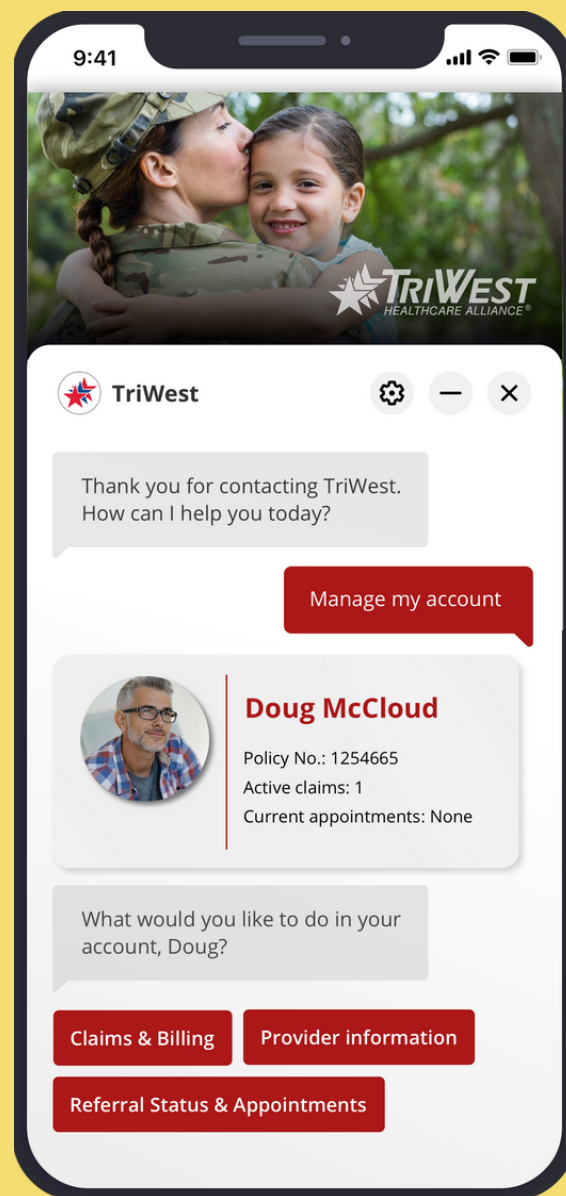 9:41
TRIWEST
HEALTHCARE ALLIANCE®
TriWest
Thank you for contacting TriWest.
How can I help you today?
Manage my account
Doug McCloud
Policy No.: 1254665
Active claims: 1
Current appointments: None
What would you like to do in your
account, Doug?
Claims & Billing
Provider information
Referral Status & Appointments